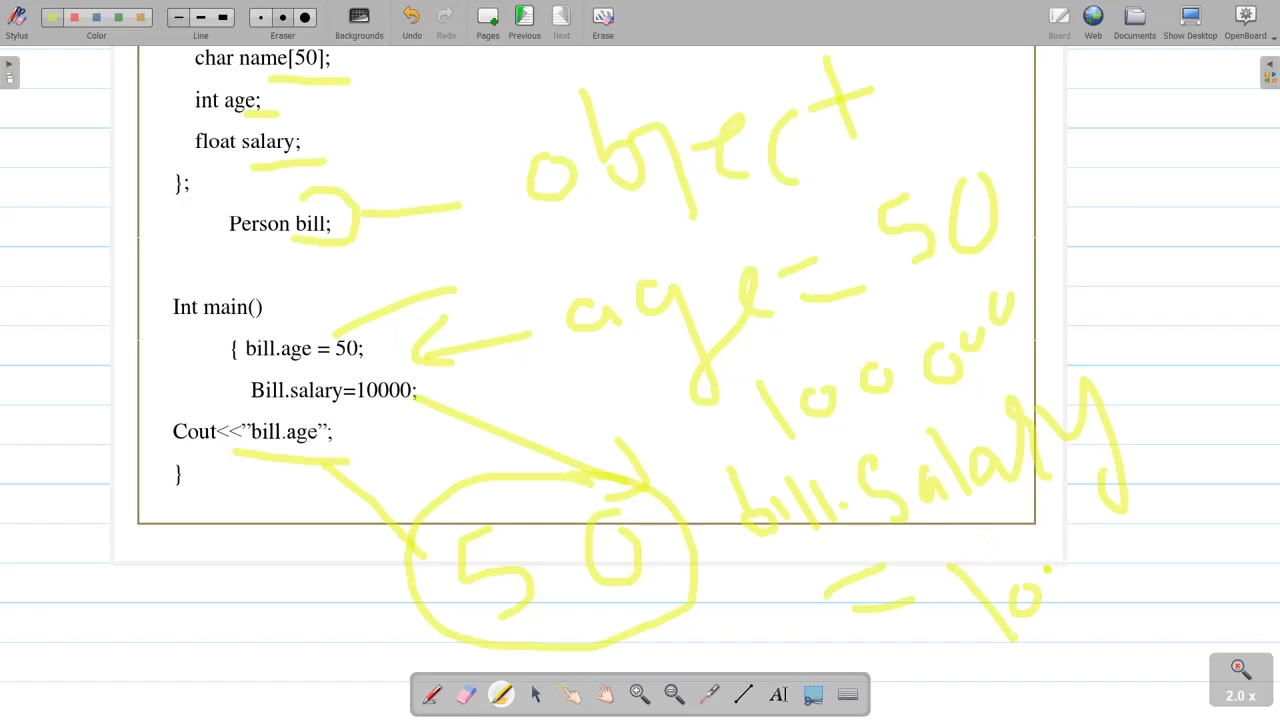 Stylus Color Line Eraser Backgrounds Undo Redo Pages Previous Next Erase Board Web Documents Show Desktop OpenBoard
char name[50];
int age;
float salary;
};
Person bill;
object
Int main()
age = 50
{ bill.age = 50;
Bill.salary=10000;
10000
Cout<<”bill.age”;
bill.salary
}
50
= 10
2.0 x